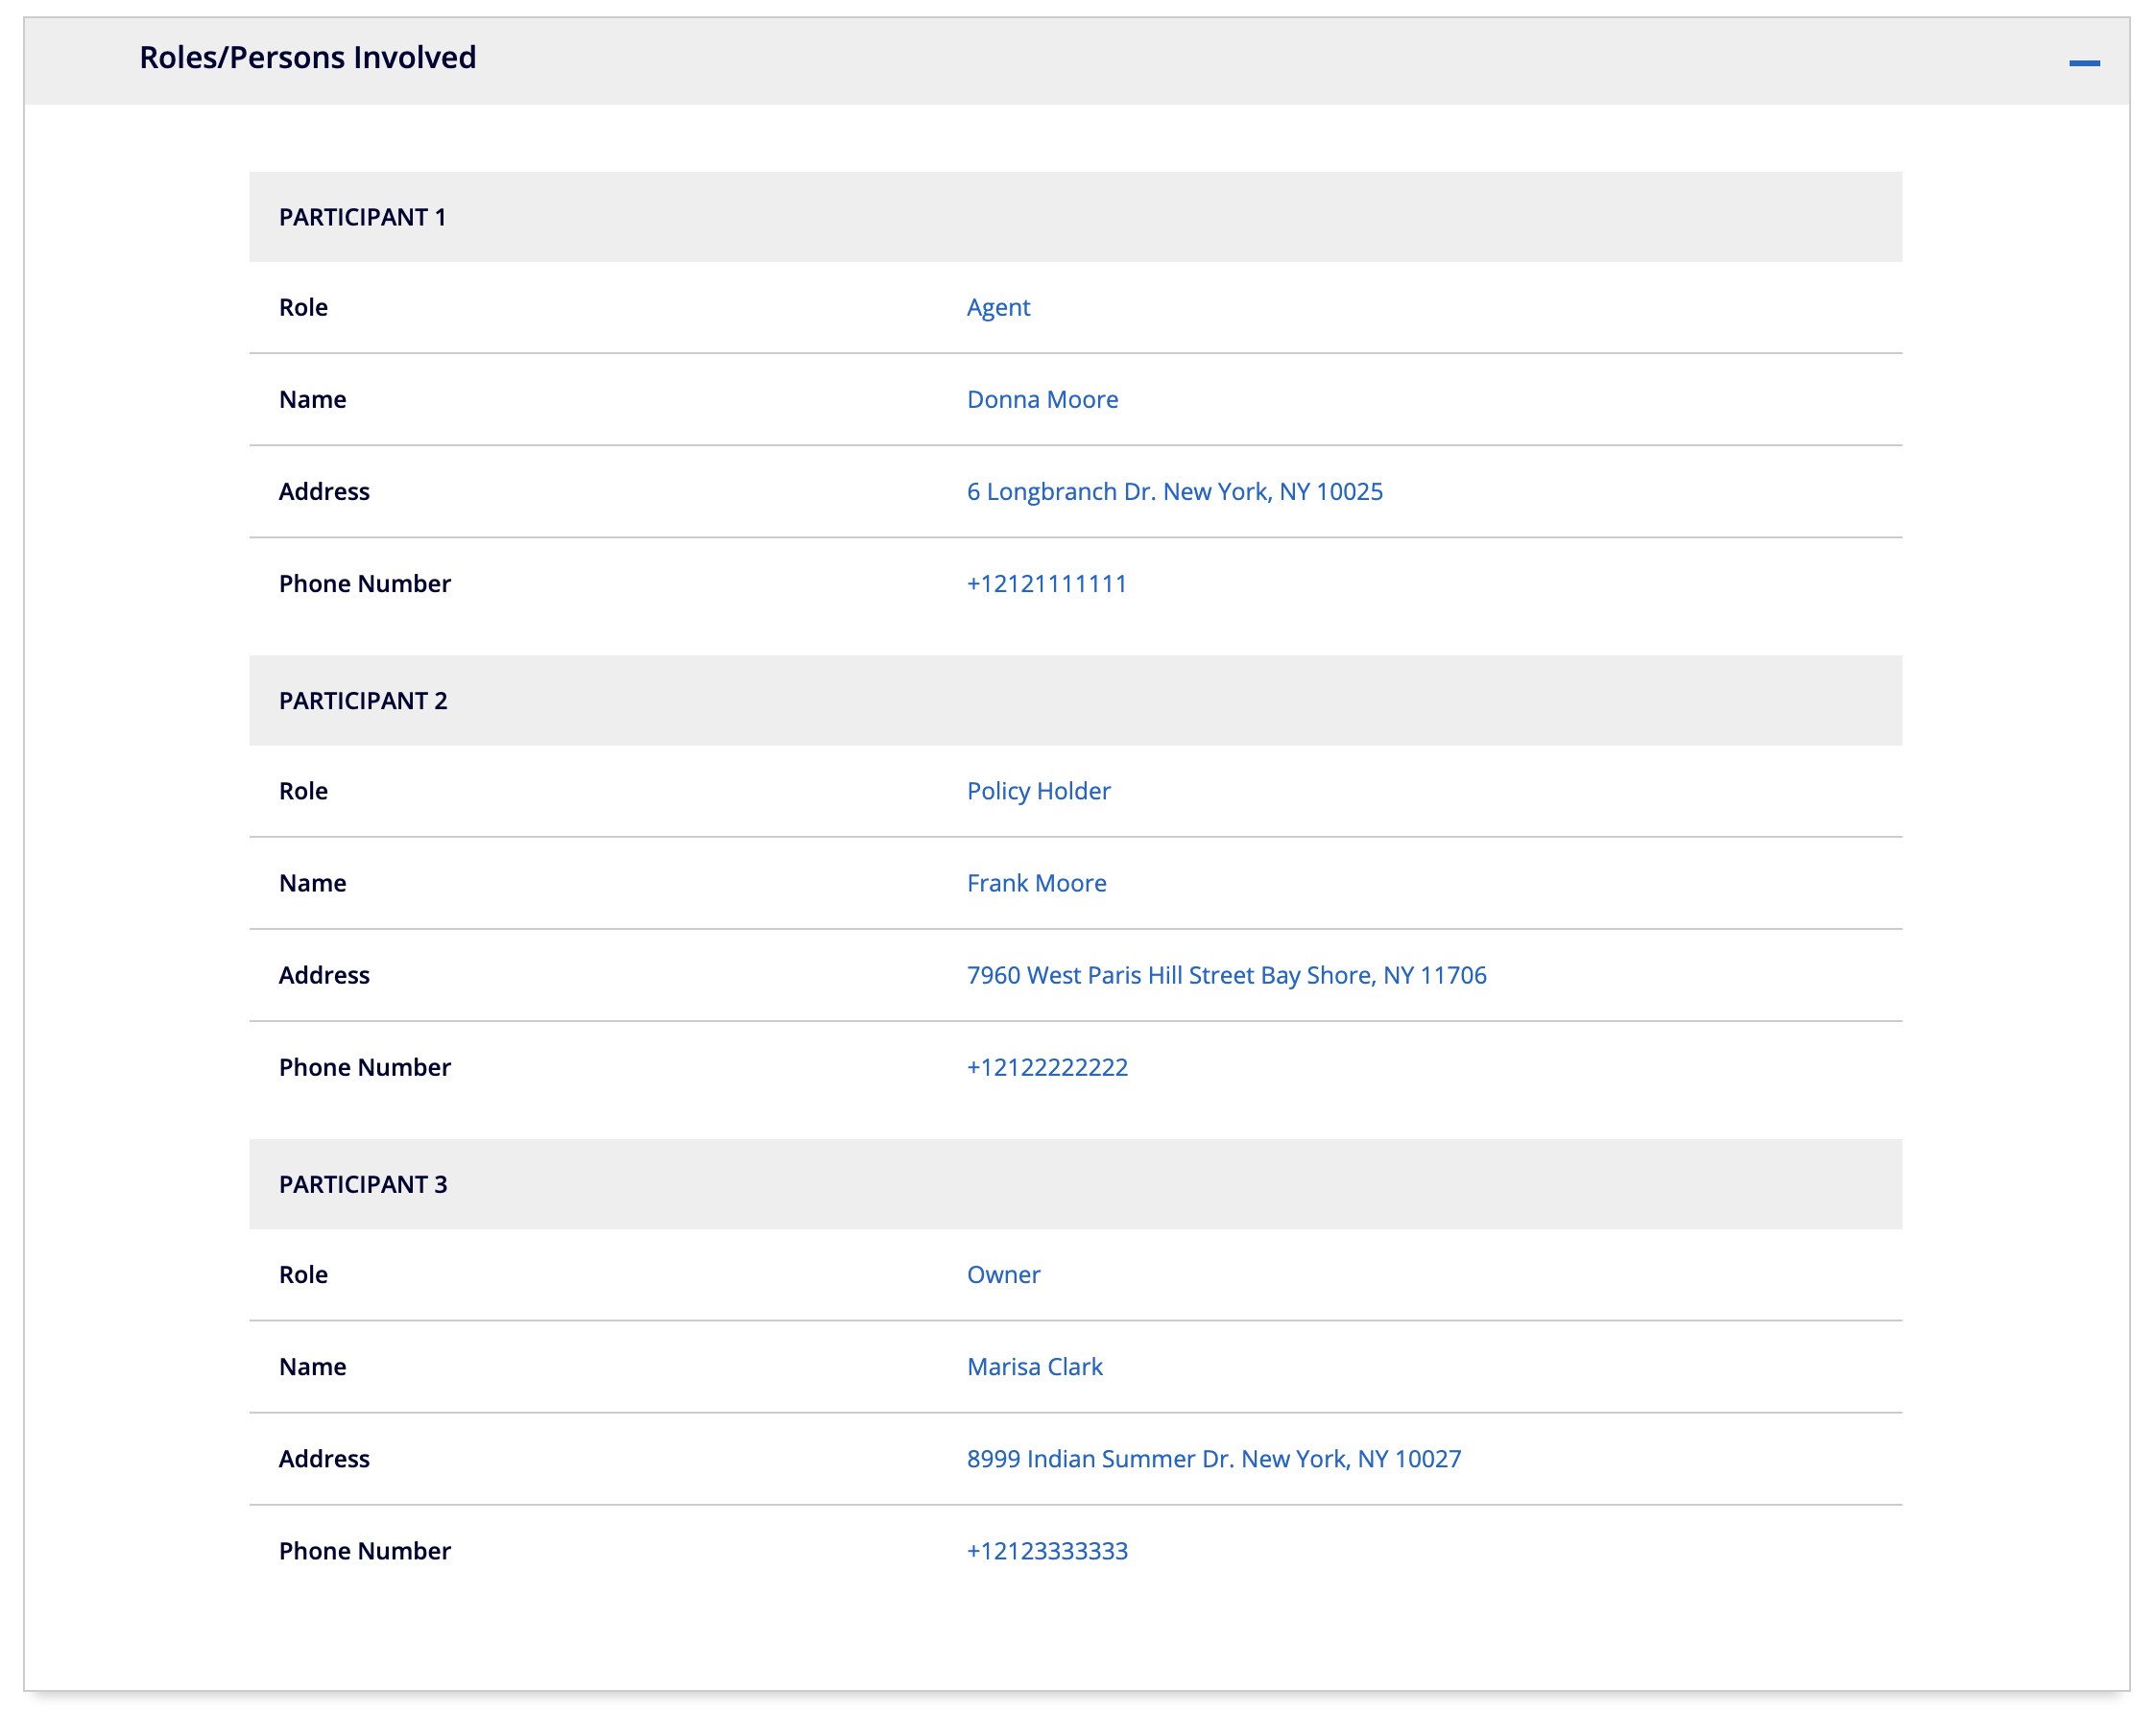 Roles/Persons Involved
PARTICIPANT 1
Role Agent
Name Donna Moore
Address 6 Longbranch Dr. New York, NY 10025
Phone Number +12121111111
PARTICIPANT 2
Role Policy Holder
Name Frank Moore
Address 7960 West Paris Hill Street Bay Shore, NY 11706
Phone Number +12122222222
PARTICIPANT 3
Role Owner
Name Marisa Clark
Address 8999 Indian Summer Dr. New York, NY 10027
Phone Number +12123333333